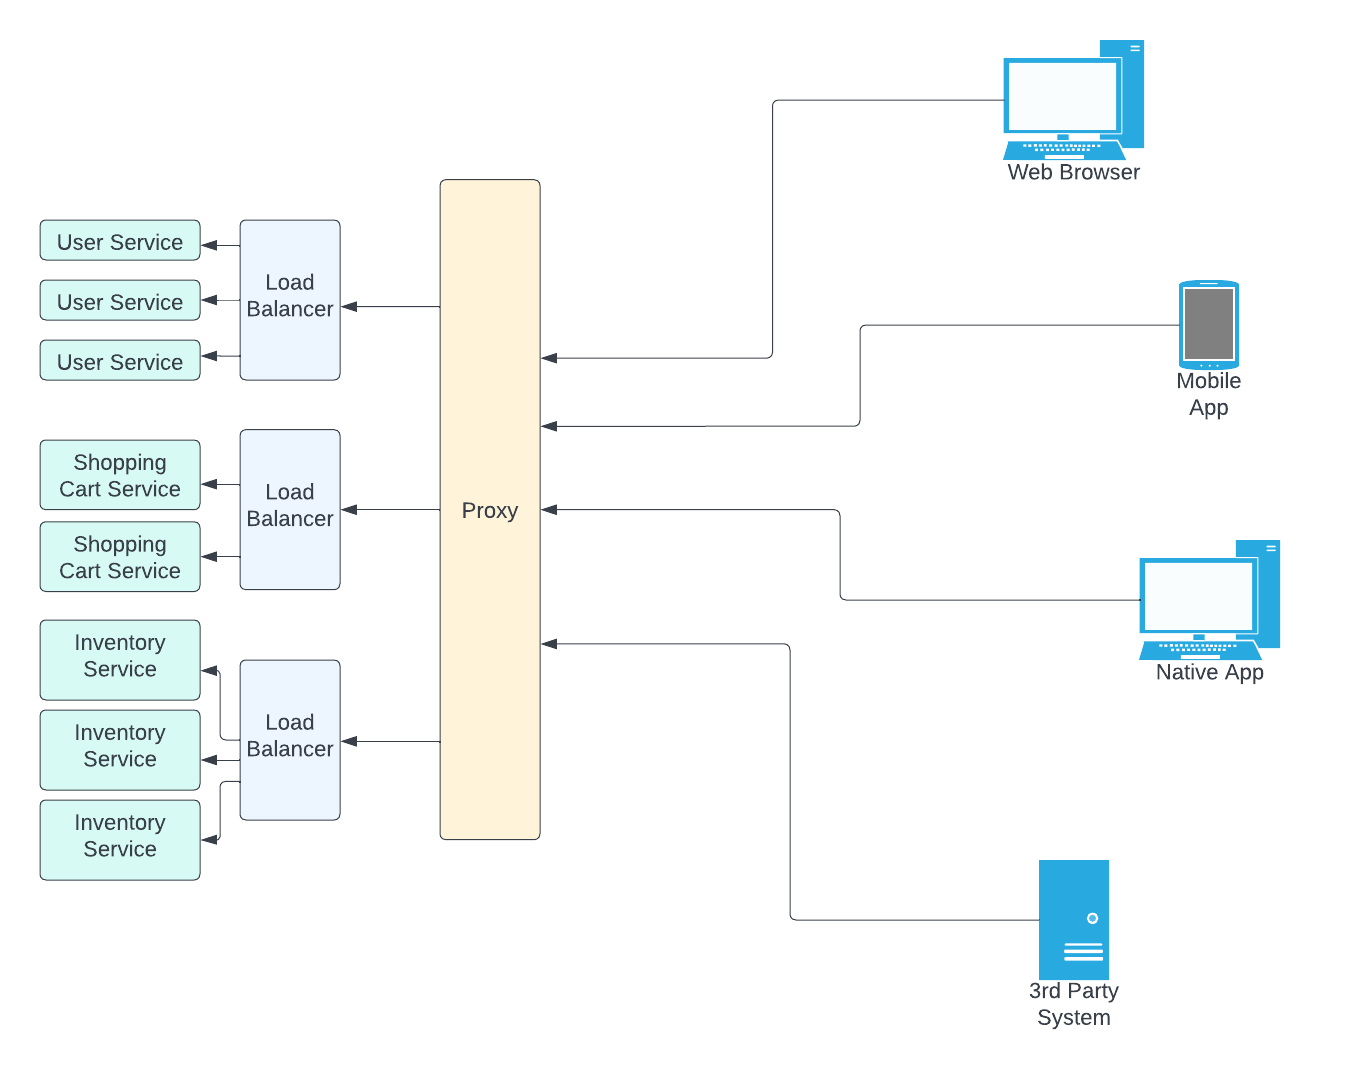 Web Browser
User Service
User Service
User Service
Load
Balancer
Mobile
App
Shopping
Cart Service
Shopping
Cart Service
Load
Balancer
Proxy
Native App
Inventory
Service
Inventory
Service
Inventory
Service
Load
Balancer
3rd Party
System